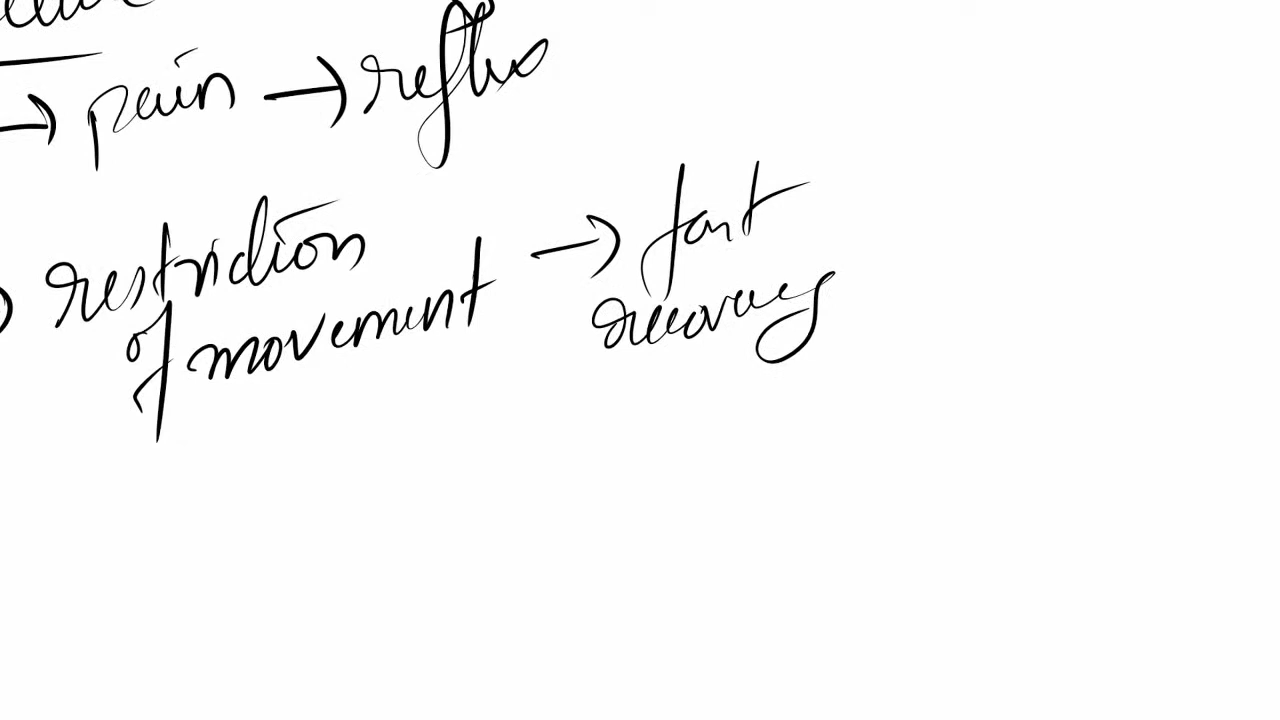 → pain → reflex
restriction → fast
of movement recovery